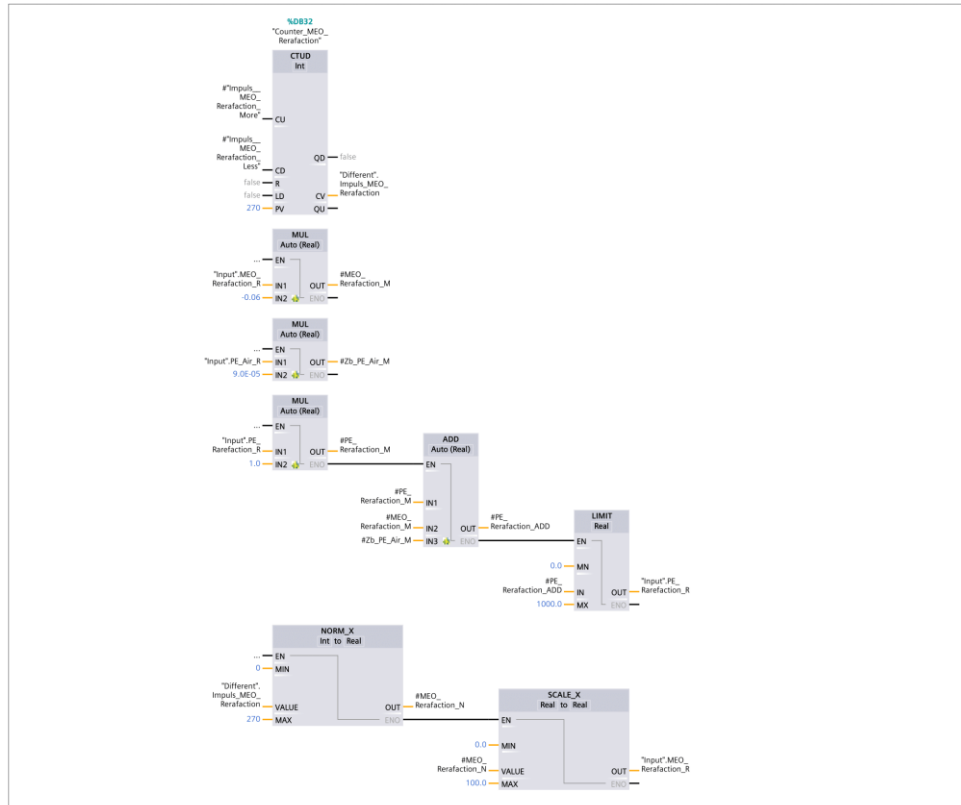 %DB32
"Counter_MEO_
Rerafaction"
CTUD
Int
#"Impuls__
MEO_
Rerafaction_
More"
CU
#"Impuls__
MEO_
Rerafaction_
Less"
CD
QD
false
false
R
"Different".
Impuls_MEO_
Rerafaction
false
LD
CV
270
PV
QU
MUL
Auto (Real)
...
EN
"Input".MEO_
Rerafaction_R
IN1
OUT
#MEO_
Rerafaction_M
-0.06
IN2
ENO
MUL
Auto (Real)
...
EN
"Input".PE_Air_R
IN1
OUT
#Zb_PE_Air_M
9.0E-05
IN2
ENO
MUL
Auto (Real)
...
EN
"Input".PE_
Rarefaction_R
IN1
OUT
#PE_
Rerafaction_M
1.0
IN2
ENO
ADD
Auto (Real)
EN
#PE_
Rerafaction_M
IN1
#MEO_
Rerafaction_M
IN2
OUT
#PE_
Rerafaction_ADD
#Zb_PE_Air_M
IN3
ENO
LIMIT
Real
EN
0.0
MN
#PE_
Rerafaction_ADD
IN
OUT
"Input".PE_
Rarefaction_R
1000.0
MX
ENO
NORM_X
Int to Real
...
EN
0
MIN
"Different".
Impuls_MEO_
Rerafaction
VALUE
OUT
#MEO_
Rerafaction_N
270
MAX
ENO
SCALE_X
Real to Real
EN
0.0
MIN
#MEO_
Rerafaction_N
VALUE
OUT
"Input".MEO_
Rerafaction_R
100.0
MAX
ENO